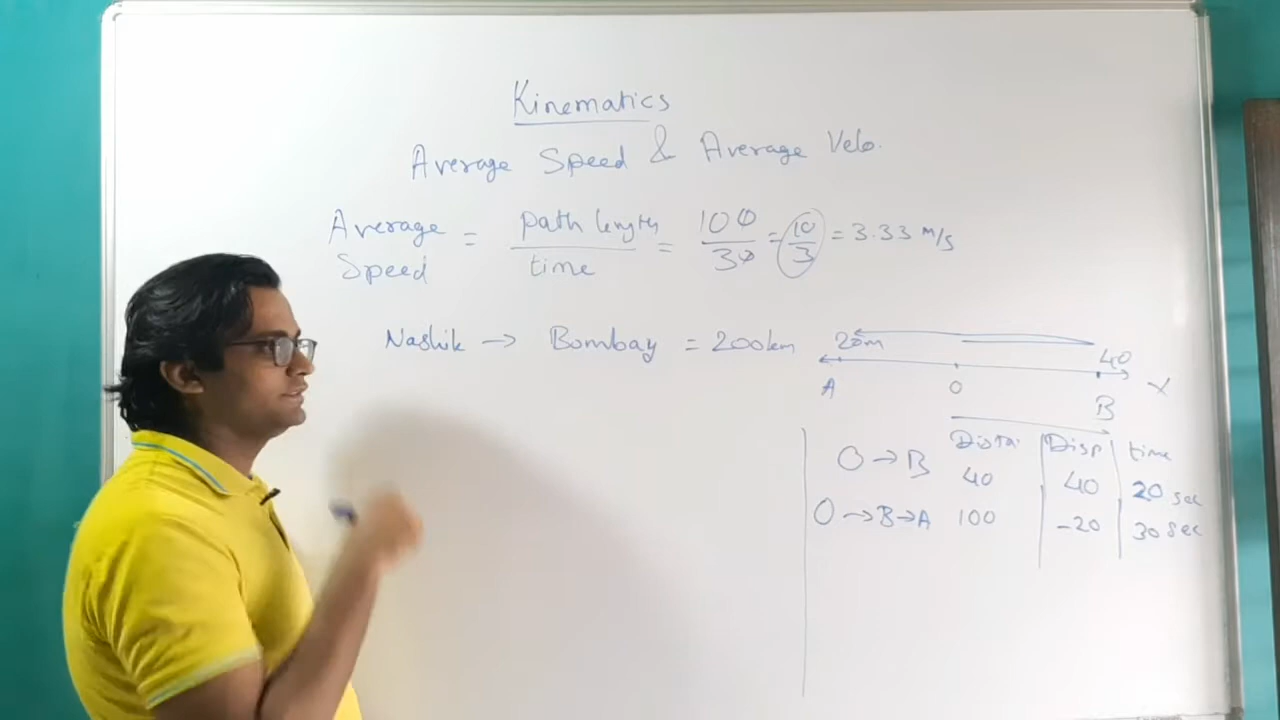 Kinematics
Average Speed & Average Velo.
Average Speed = path length / time = 100 / 30 = 10 / 3 = 3.33 m/s
Nashik → Bombay = 200km
20m
40
A O B X
Dista Disp time
O → B 40 40 20 sec
O → B → A 100 -20 30 sec